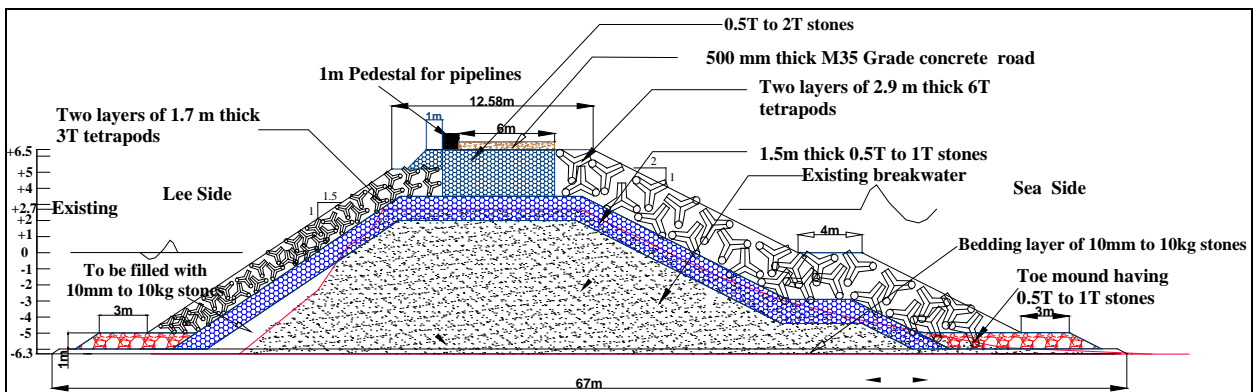 0.5T to 2T stones
500 mm thick M35 Grade concrete road
1m Pedestal for pipelines
Two layers of 2.9 m thick 6T
tetrapods
12.58m
Two layers of 1.7 m thick
3T tetrapods
1m
6m
1.5m thick 0.5T to 1T stones
Existing breakwater
2
1
Lee Side
Sea Side
1.5
1
+6.5
+5
+4
+2.7
Existing
+2
+1
0
-1
-2
-3
-4
-5
-6.3
4m
Bedding layer of 10mm to 10kg stones
To be filled with
10mm to 10kg stones
Toe mound having
0.5T to 1T stones
3m
3m
1m
67m